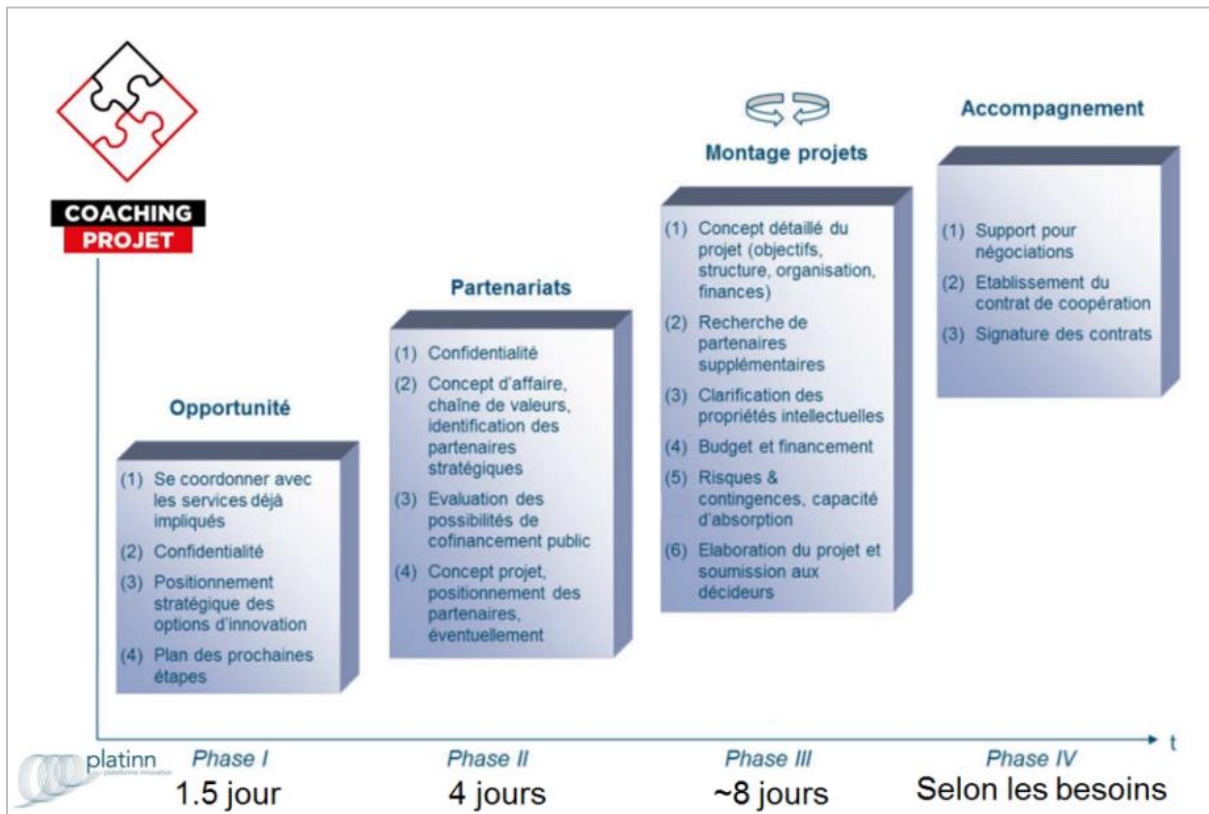 COACHING
PROJET
Opportunité
(1) Se coordonner avec
les services déjà
impliqués
(2) Confidentialité
(3) Positionnement
stratégique des
options d'innovation
(4) Plan des prochaines
étapes
Partenariats
(1) Confidentialité
(2) Concept d'affaire,
chaîne de valeurs,
identification des
partenaires
stratégiques
(3) Evaluation des
possibilités de
cofinancement public
(4) Concept projet,
positionnement des
partenaires,
éventuellement
Montage projets
(1) Concept détaillé du
projet (objectifs,
structure, organisation,
finances)
(2) Recherche de
partenaires
supplémentaires
(3) Clarification des
propriétés intellectuelles
(4) Budget et financement
(5) Risques &
contingences, capacité
d'absorption
(6) Elaboration du projet et
soumission aux
décideurs
Accompagnement
(1) Support pour
négociations
(2) Etablissement du
contrat de coopération
(3) Signature des contrats
t
platinn
plateforme innovation
Phase I
1.5 jour
Phase II
4 jours
Phase III
~8 jours
Phase IV
Selon les besoins